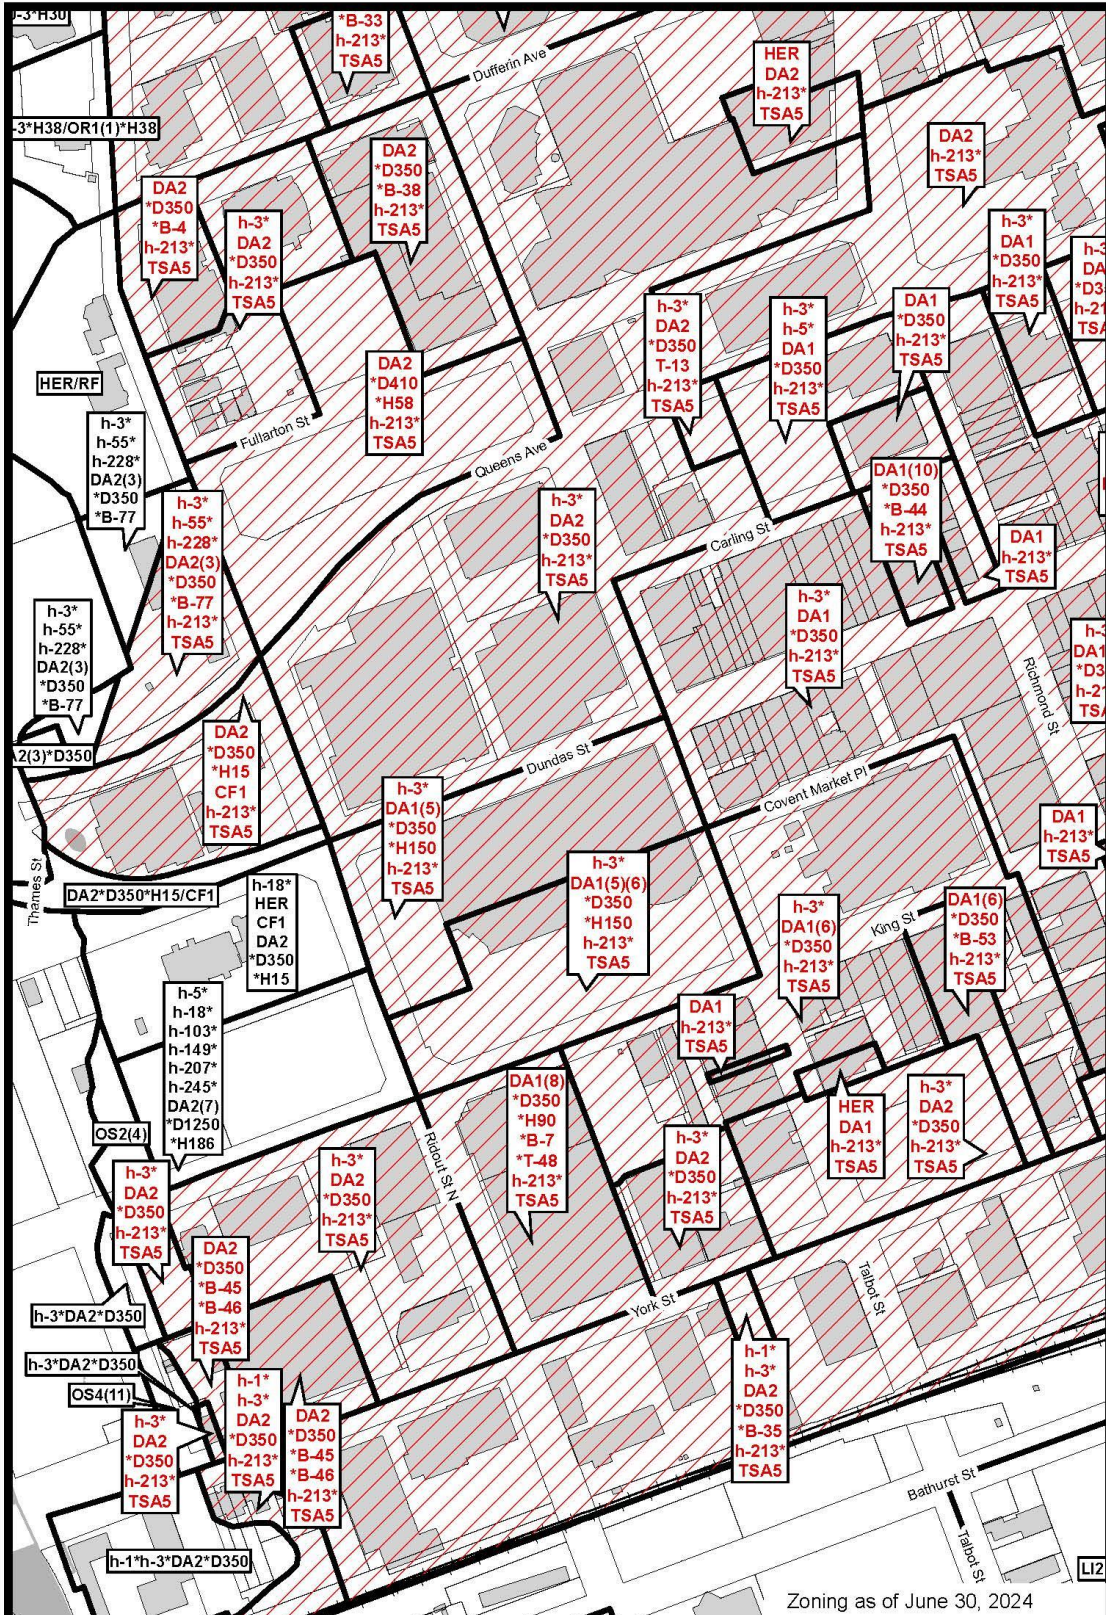 -3*H30
*B-33
h-213*
TSA5
Dufferin Ave
HER
DA2
h-213*
TSA5
-3*H38/OR1(1)*H38
DA2
*D350
*B-38
h-213*
TSA5
DA2
h-213*
TSA5
DA2
*D350
*B-4
h-213*
TSA5
h-3*
DA2
*D350
h-213*
TSA5
h-3*
DA1
*D350
h-213*
TSA5
h-3*
DA2
*D350
T-13
h-213*
TSA5
h-3*
h-5*
DA1
*D350
h-213*
TSA5
DA1
*D350
h-213*
TSA5
HER/RF
DA2
*D410
*H58
h-213*
TSA5
Fullarton St
Queens Ave
h-3*
h-55*
h-228*
DA2(3)
*D350
*B-77
h-3*
h-55*
h-228*
DA2(3)
*D350
*B-77
h-213*
TSA5
h-3*
DA2
*D350
h-213*
TSA5
Carling St
DA1(10)
*D350
*B-44
h-213*
TSA5
DA1
h-213*
TSA5
h-3*
h-55*
h-228*
DA2(3)
*D350
*B-77
h-3*
DA1
*D350
h-213*
TSA5
Richmond St
A2(3)*D350
DA2
*D350
*H15
CF1
h-213*
TSA5
Dundas St
Covent Market Pl
h-3*
DA1(5)
*D350
*H150
h-213*
TSA5
DA1
h-213*
TSA5
Thames St
DA2*D350*H15/CF1
h-18*
HER
CF1
DA2
*D350
*H15
h-3*
DA1(5)(6)
*D350
*H150
h-213*
TSA5
h-3*
DA1(6)
*D350
h-213*
TSA5
King St
DA1(6)
*D350
*B-53
h-213*
TSA5
h-5*
h-18*
h-103*
h-149*
h-207*
h-245*
DA2(7)
*D1250
*H186
DA1
h-213*
TSA5
OS2(4)
DA1(8)
*D350
*H90
*B-7
*T-48
h-213*
TSA5
HER
DA1
h-213*
TSA5
h-3*
DA2
*D350
h-213*
TSA5
Ridout St N
h-3*
DA2
*D350
h-213*
TSA5
h-3*
DA2
*D350
h-213*
TSA5
h-3*
DA2
*D350
h-213*
TSA5
DA2
*D350
*B-45
*B-46
h-213*
TSA5
h-3*DA2*D350
York St
Talbot St
h-3*DA2*D350
OS4(11)
h-1*
h-3*
DA2
*D350
*B-35
h-213*
TSA5
h-1*
h-3*
DA2
*D350
h-213*
TSA5
DA2
*D350
*B-45
*B-46
h-213*
TSA5
h-3*
DA2
*D350
h-213*
TSA5
Bathurst St
Talbot St
h-1*h-3*DA2*D350
LI2
Zoning as of June 30, 2024